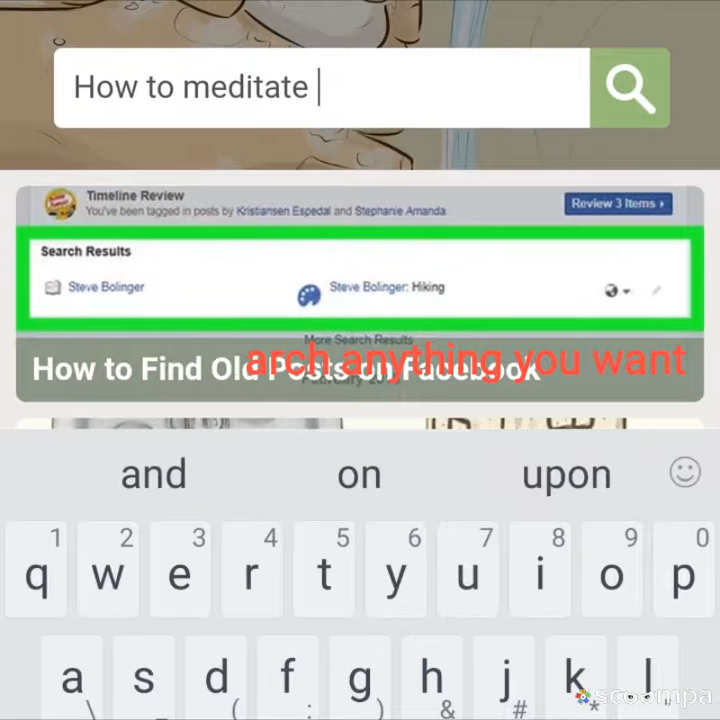 How to meditate
Timeline Review
You've been tagged in posts by Kristiansen Espedal and Stephanie Amanda
Review 3 Items
Search Results
Steve Bolinger
Steve Bolinger: Hiking
More Search Results
arch anything you want
How to Find Old Posts on Facebook
February
and on upon
1 2 3 4 5 6 7 8 9 0
q w e r t y u i o p
a s d f g h j k l
\ _ ( : ) & # * "
scoompa